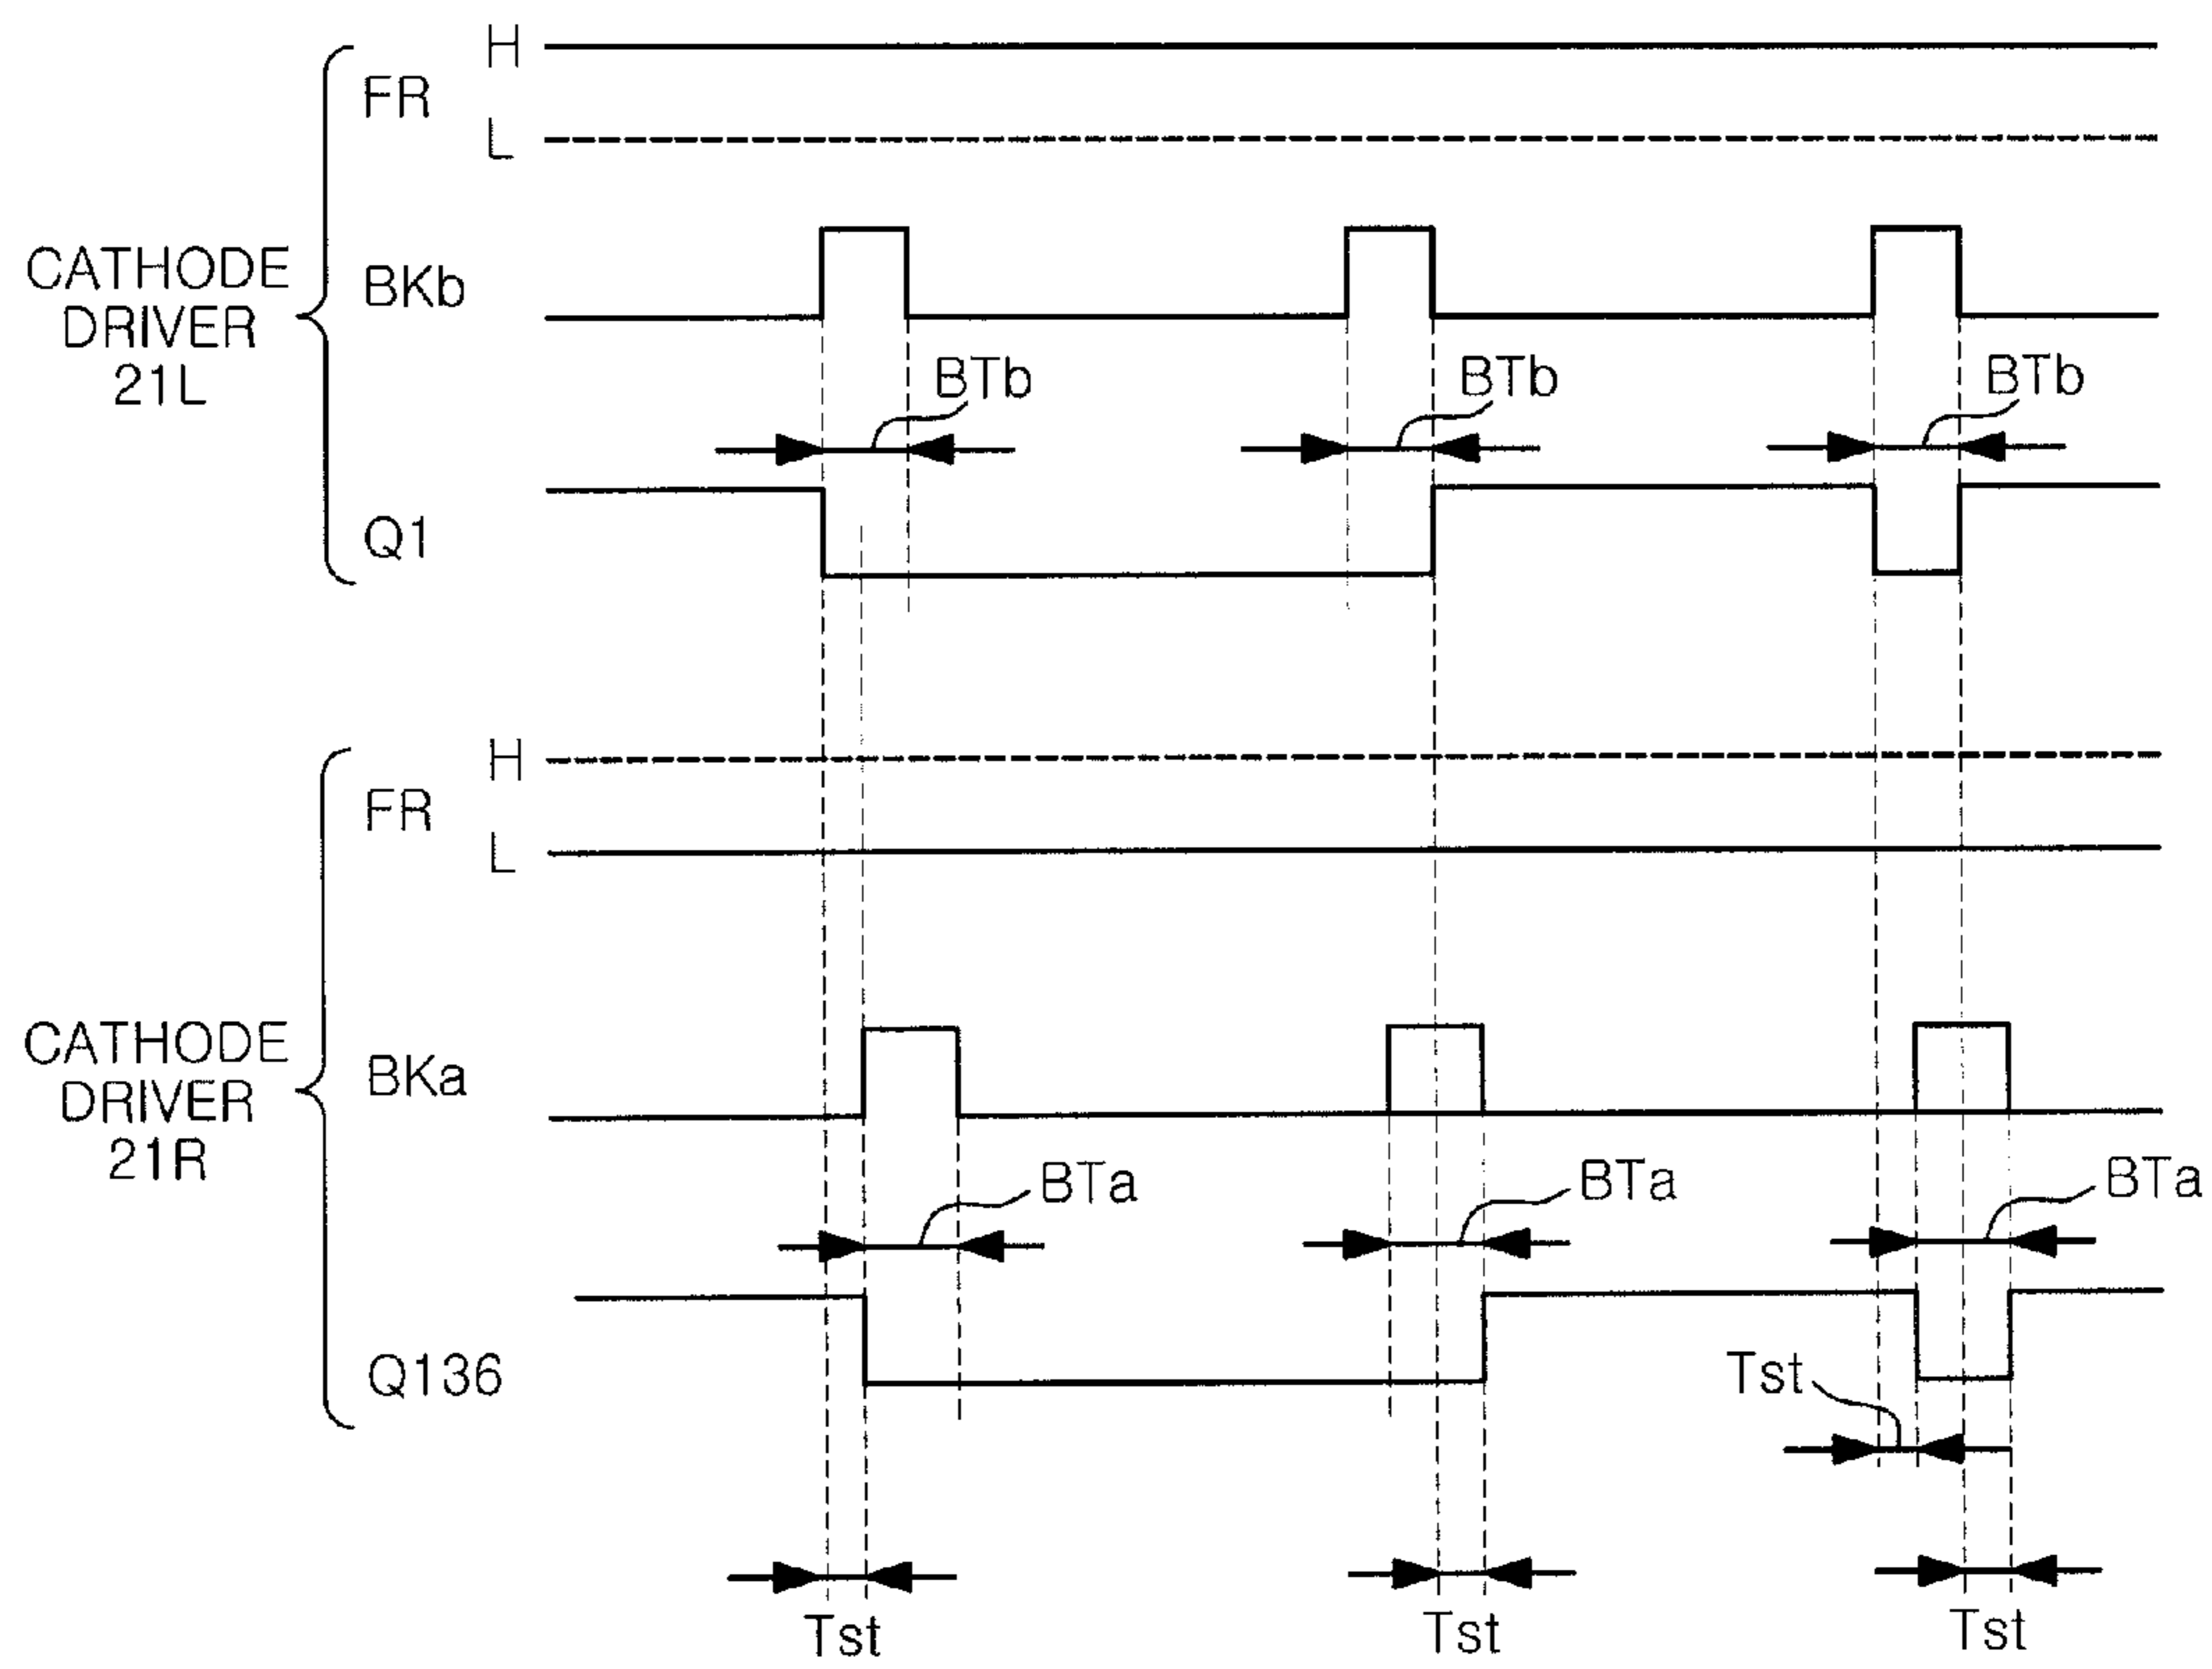 H
FR
L
CATHODE
DRIVER
21L
BKb
BTb
BTb
BTb
Q1
H
FR
L
CATHODE
DRIVER
21R
BKa
BTa
BTa
BTa
Q136
Tst
Tst
Tst
Tst